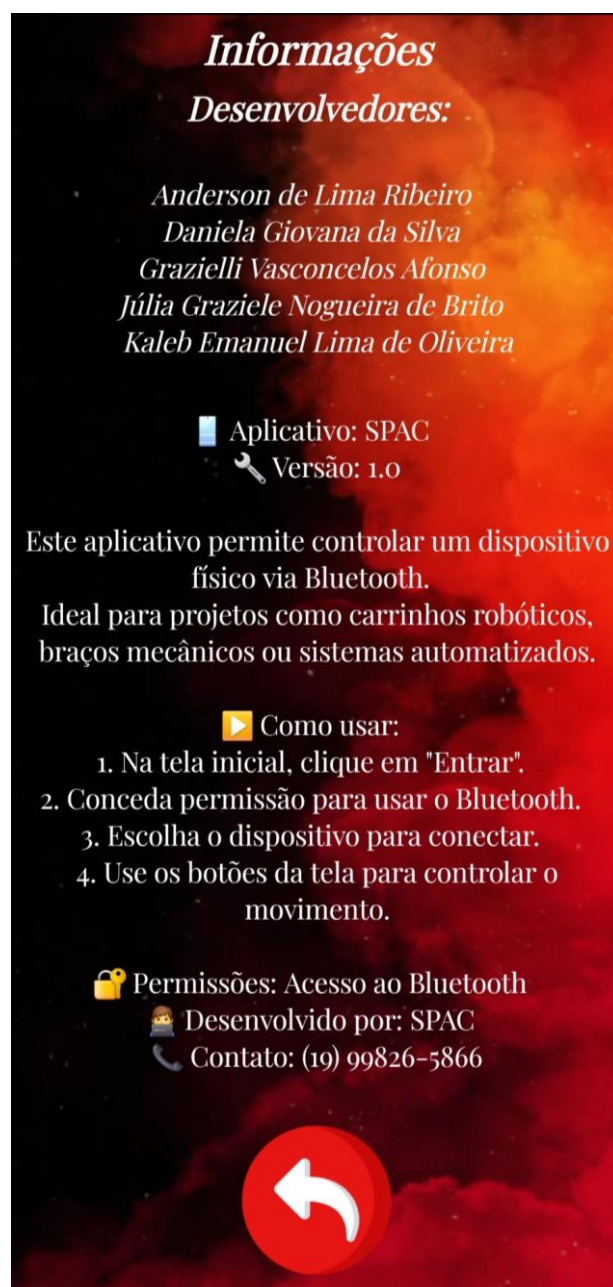 Informações
Desenvolvedores:
Anderson de Lima Ribeiro
Daniela Giovana da Silva
Grazielli Vasconcelos Afonso
Júlia Graziele Nogueira de Brito
Kaleb Emanuel Lima de Oliveira
📱 Aplicativo: SPAC
🔧 Versão: 1.0
Este aplicativo permite controlar um dispositivo
físico via Bluetooth.
Ideal para projetos como carrinhos robóticos,
braços mecânicos ou sistemas automatizados.
▶️ Como usar:
1. Na tela inicial, clique em "Entrar".
2. Conceda permissão para usar o Bluetooth.
3. Escolha o dispositivo para conectar.
4. Use os botões da tela para controlar o
movimento.
🔐 Permissões: Acesso ao Bluetooth
🧑‍💻 Desenvolvido por: SPAC
📞 Contato: (19) 99826-5866